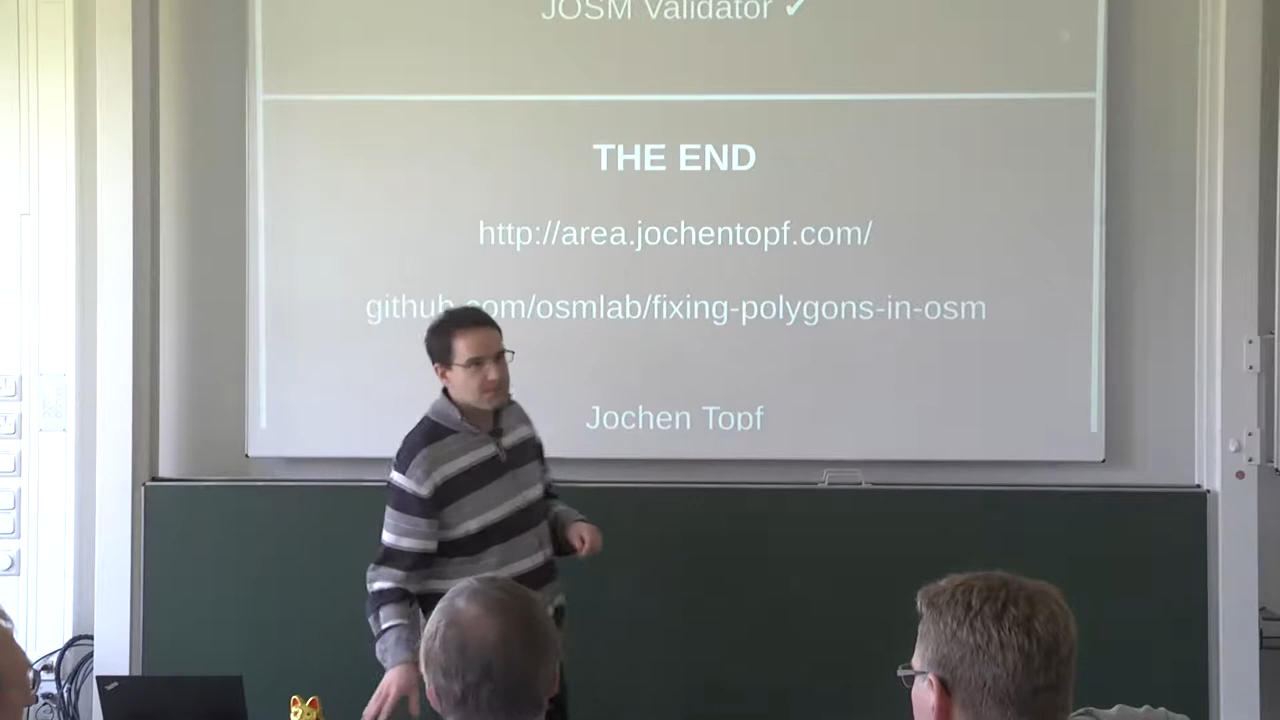 JOSM Validator ✔
THE END
http://area.jochentopf.com/
github.com/osmlab/fixing-polygons-in-osm
Jochen Topf